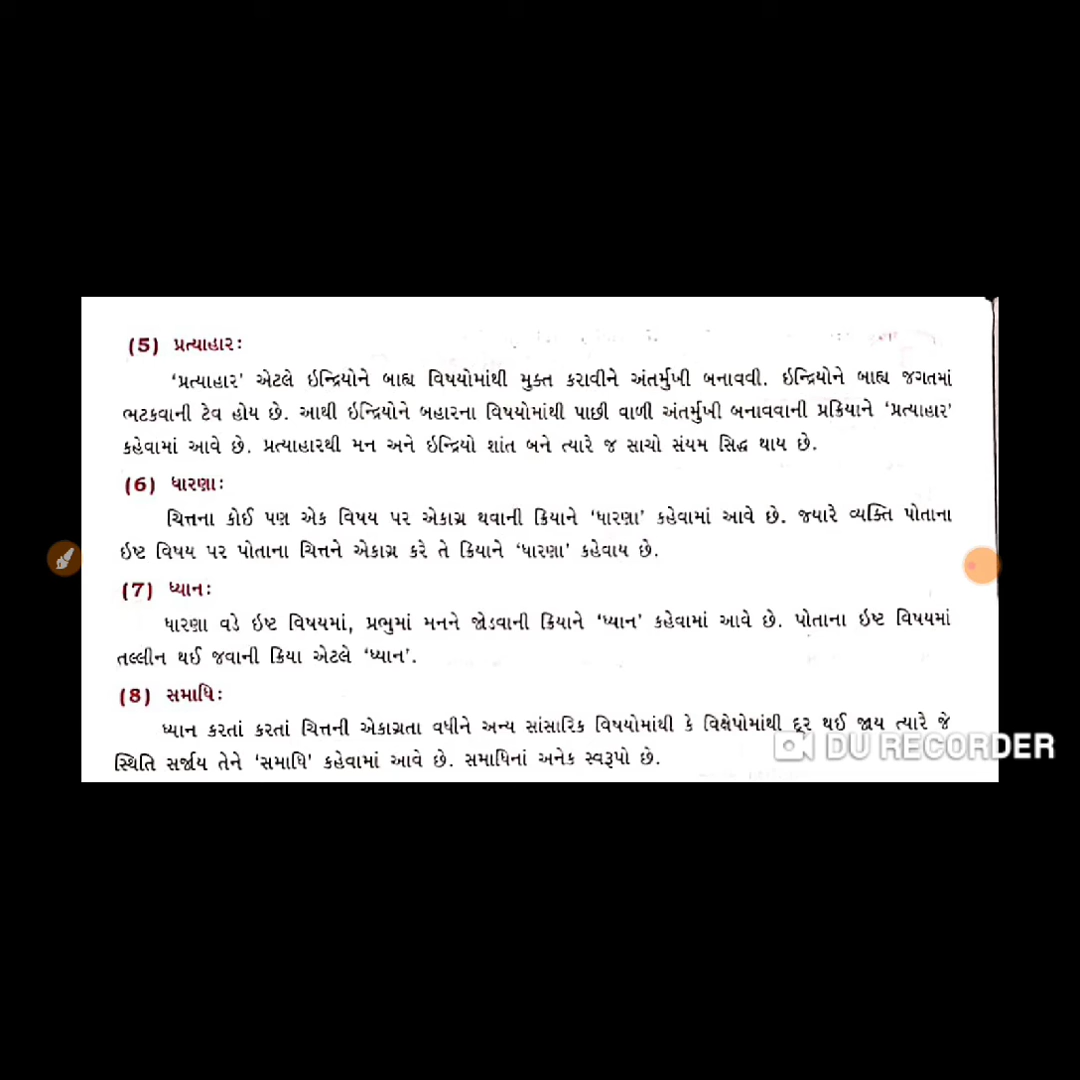 (5) પ્રત્યાહારઃ
‘પ્રત્યાહાર’ એટલે ઇન્દ્રિયોને બાહ્ય વિષયોમાંથી મુક્ત કરાવીને અંતર્મુખી બનાવવી. ઇન્દ્રિયોને બાહ્ય જગતમાં
ભટકવાની ટેવ હોય છે. આથી ઇન્દ્રિયોને બહારના વિષયોમાંથી પાછી વાળી અંતર્મુખી બનાવવાની પ્રક્રિયાને ‘પ્રત્યાહાર’
કહેવામાં આવે છે. પ્રત્યાહારથી મન અને ઇન્દ્રિયો શાંત બને ત્યારે જ સાચો સંયમ સિદ્ધ થાય છે.
(6) ધારણાઃ
ચિત્તના કોઈ પણ એક વિષય પર એકાગ્ર થવાની ક્રિયાને ‘ધારણા’ કહેવામાં આવે છે. જ્યારે વ્યક્તિ પોતાના
ઇષ્ટ વિષય પર પોતાના ચિત્તને એકાગ્ર કરે તે ક્રિયાને ‘ધારણા’ કહેવાય છે.
(7) ધ્યાનઃ
ધારણા વડે ઇષ્ટ વિષયમાં, પ્રભુમાં મનને જોડવાની ક્રિયાને ‘ધ્યાન’ કહેવામાં આવે છે. પોતાના ઇષ્ટ વિષયમાં
તલ્લીન થઈ જવાની ક્રિયા એટલે ‘ધ્યાન’.
(8) સમાધિઃ
ધ્યાન કરતાં કરતાં ચિત્તની એકાગ્રતા વધીને અન્ય સાંસારિક વિષયોમાંથી કે વિક્ષેપોમાંથી દૂર થઈ જાય ત્યારે જે
સ્થિતિ સર્જાય તેને ‘સમાધિ’ કહેવામાં આવે છે. સમાધિનાં અનેક સ્વરૂપો છે.
DU RECORDER